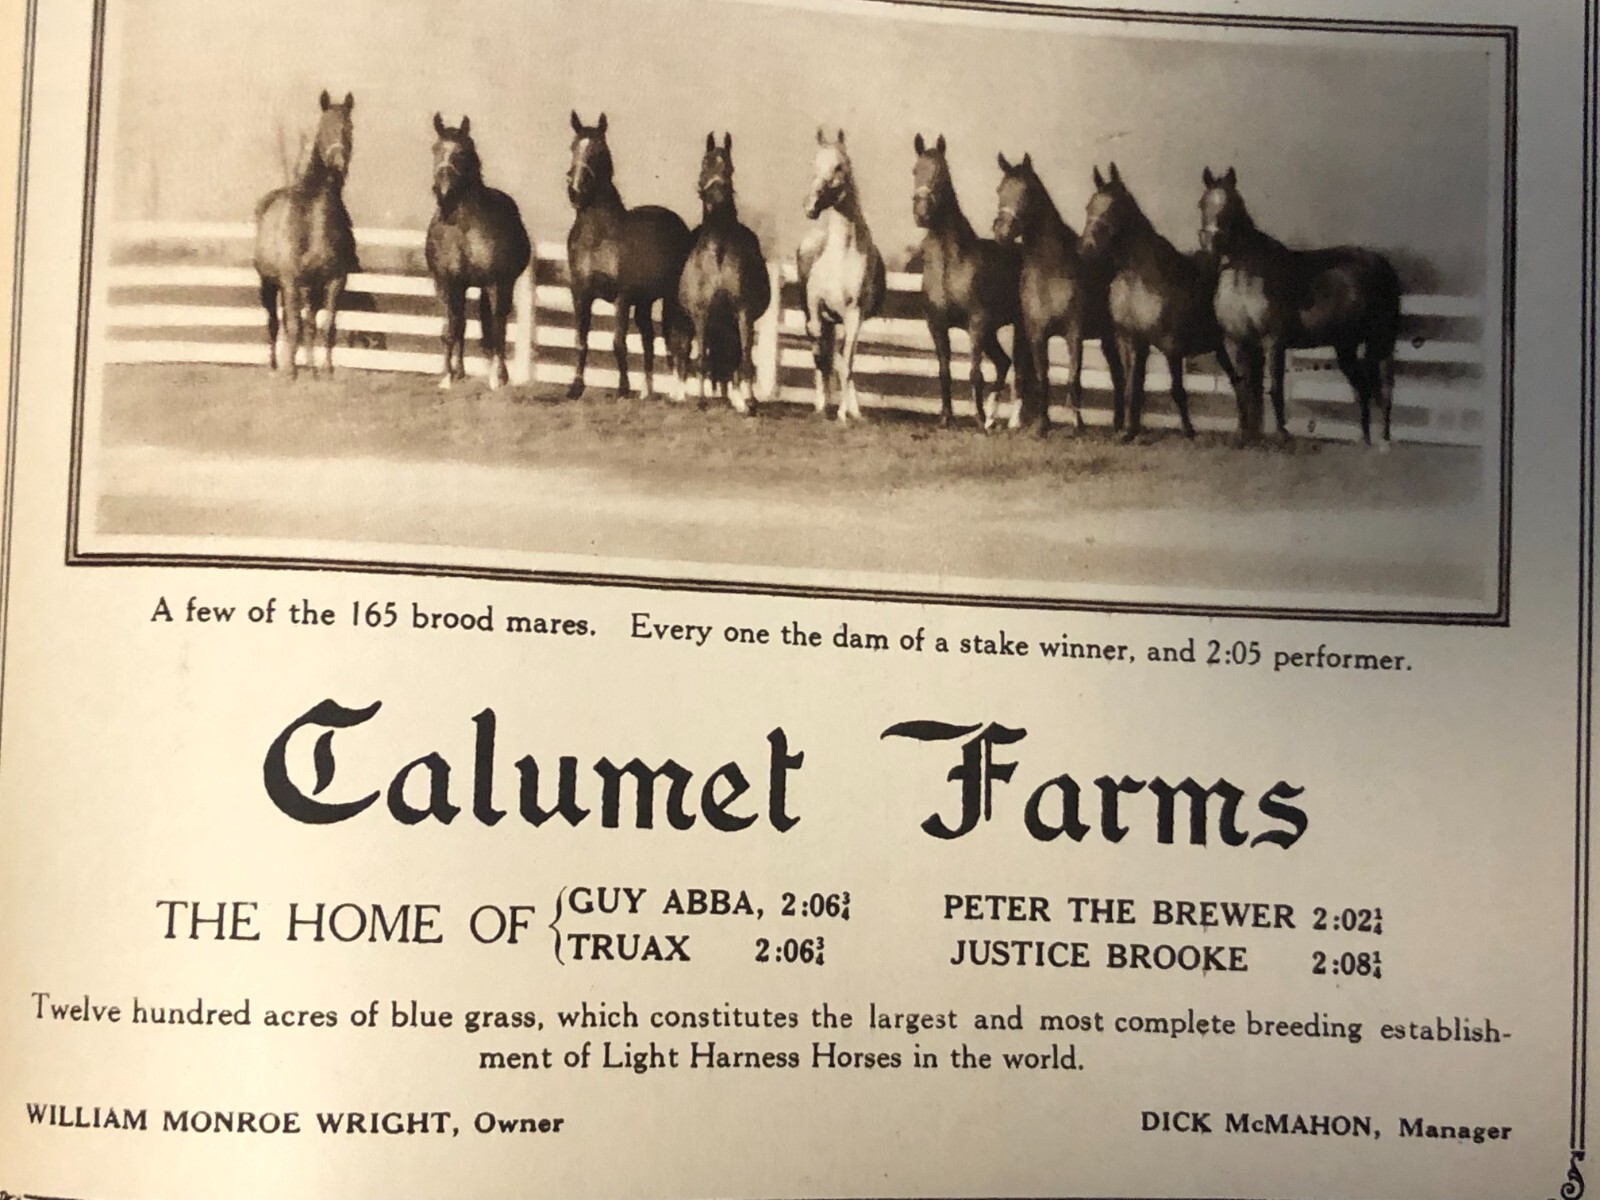 A few of the 165 brood mares. Every one the dam of a stake winner, and 2:05 performer.
Calumet Farms
THE HOME OF { GUY ABBA, 2:06¾ PETER THE BREWER 2:02¼
TRUAX 2:06¾ JUSTICE BROOKE 2:08¼
Twelve hundred acres of blue grass, which constitutes the largest and most complete breeding establish-
ment of Light Harness Horses in the world.
WILLIAM MONROE WRIGHT, Owner DICK McMAHON, Manager